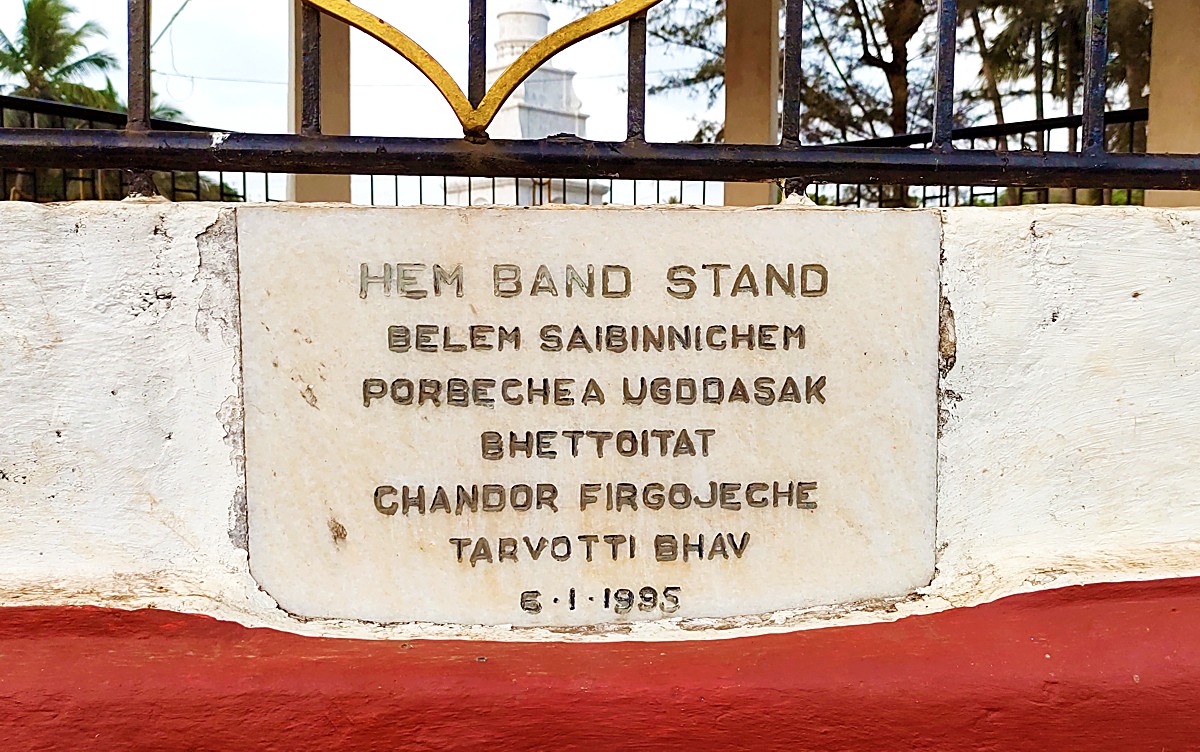 HEM BAND STAND
BELEM SAIBINNICHEM
PORBECHEA UGDDASAK
BHETTOITAT
CHANDOR FIRGOJECHE
TARVOTTI BHAV
6·1·1995